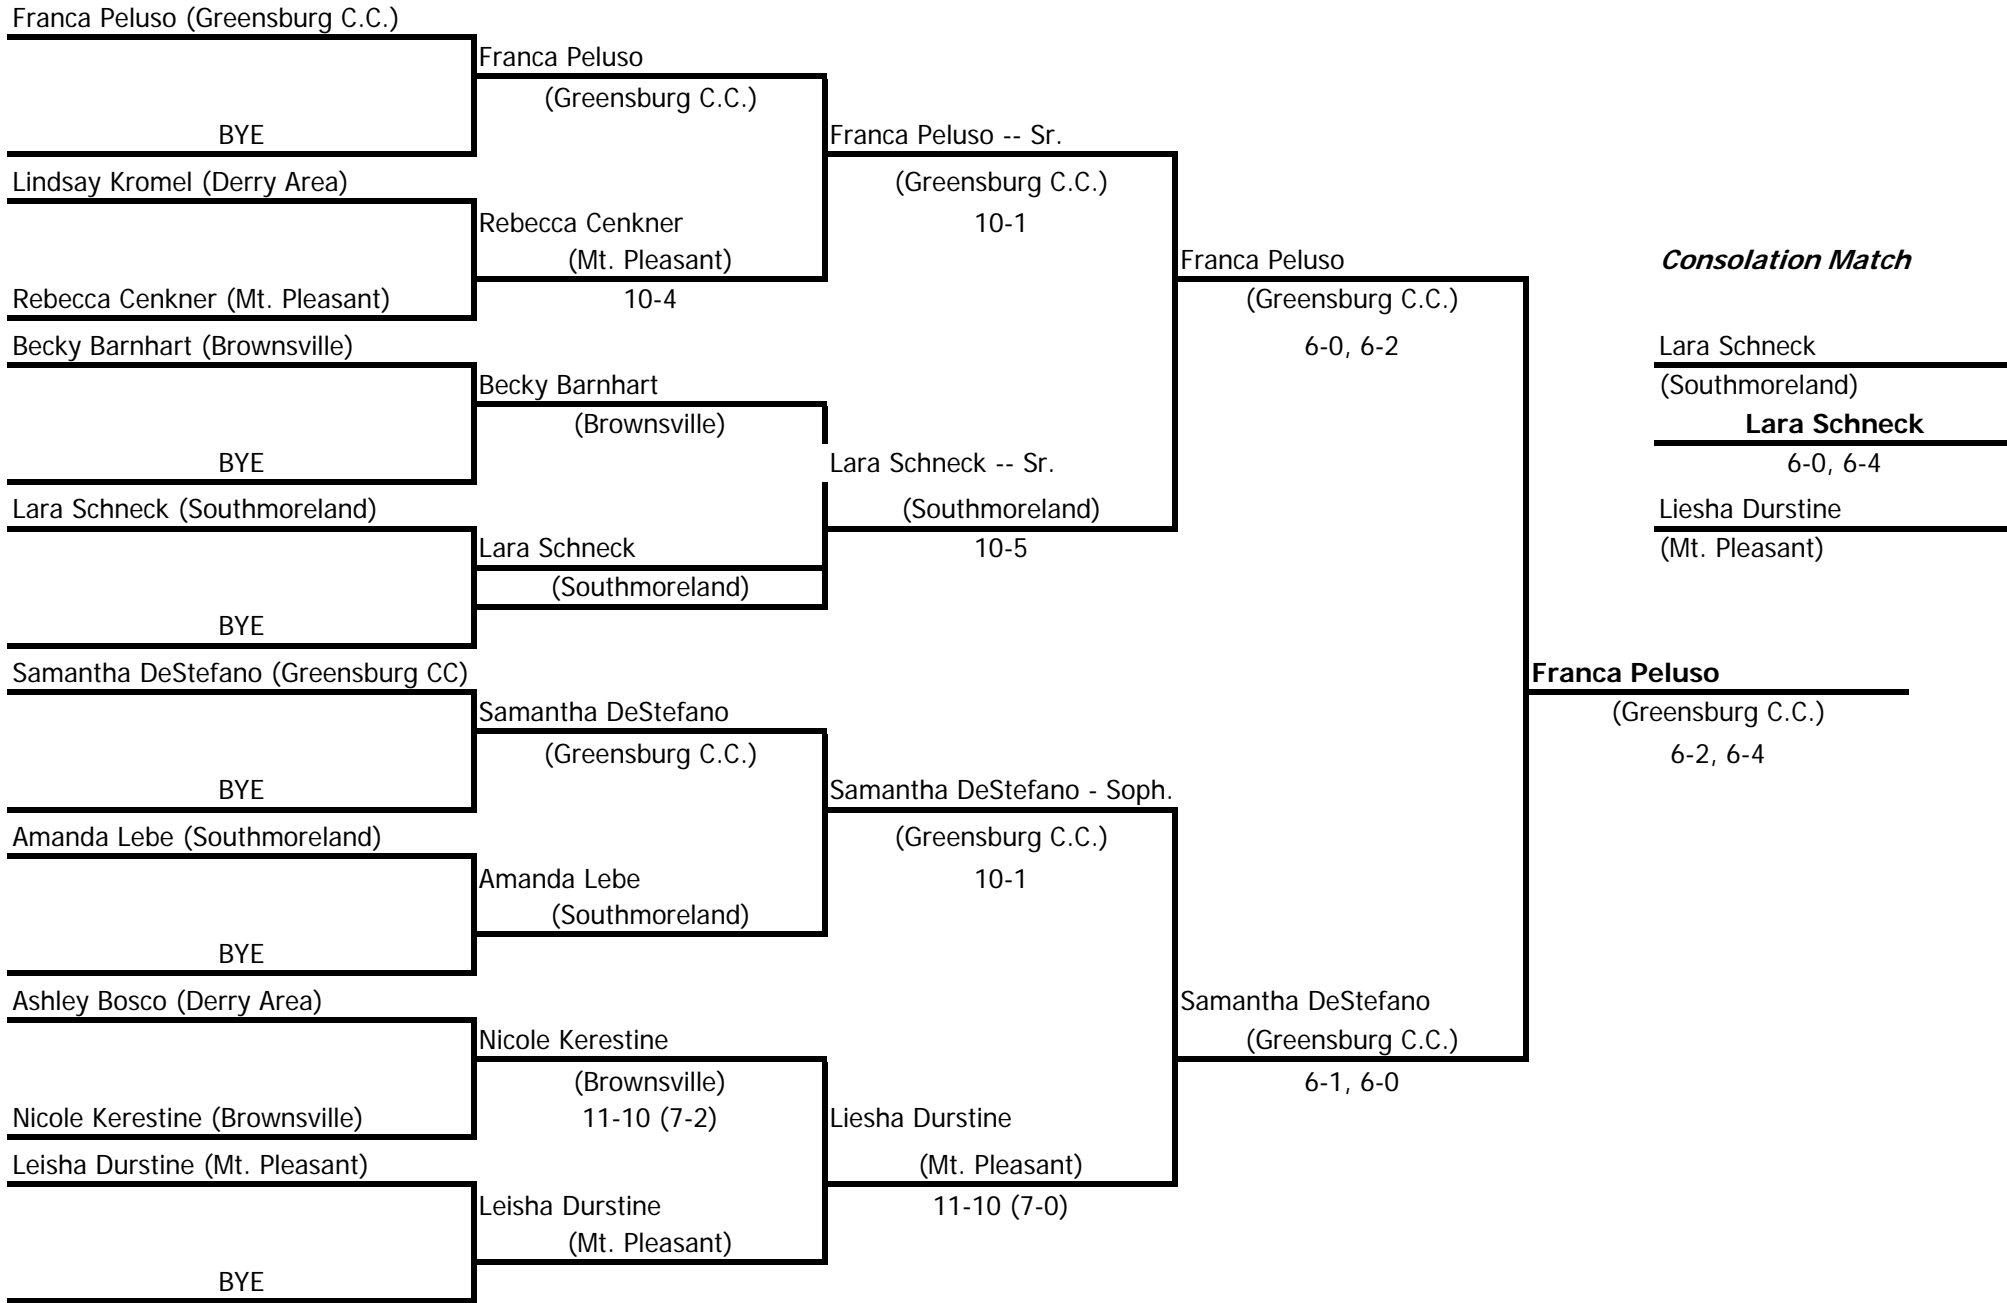 Franca Peluso (Greensburg C.C.)
BYE
Lindsay Kromel (Derry Area)
Rebecca Cenkner (Mt. Pleasant)
Becky Barnhart (Brownsville)
BYE
Lara Schneck (Southmoreland)
BYE
Samantha DeStefano (Greensburg CC)
BYE
Amanda Lebe (Southmoreland)
BYE
Ashley Bosco (Derry Area)
Nicole Kerestine (Brownsville)
Leisha Durstine (Mt. Pleasant)
BYE
Franca Peluso
(Greensburg C.C.)
Rebecca Cenkner
(Mt. Pleasant)
10-4
Becky Barnhart
(Brownsville)
Lara Schneck
(Southmoreland)
Samantha DeStefano
(Greensburg C.C.)
Amanda Lebe
(Southmoreland)
Nicole Kerestine
(Brownsville)
11-10 (7-2)
Leisha Durstine
(Mt. Pleasant)
Franca Peluso -- Sr.
(Greensburg C.C.)
10-1
Lara Schneck -- Sr.
(Southmoreland)
10-5
Samantha DeStefano - Soph.
(Greensburg C.C.)
10-1
Liesha Durstine
(Mt. Pleasant)
11-10 (7-0)
Franca Peluso
(Greensburg C.C.)
6-0, 6-2
Samantha DeStefano
(Greensburg C.C.)
6-1, 6-0
Franca Peluso
(Greensburg C.C.)
6-2, 6-4
Consolation Match
Lara Schneck
(Southmoreland)
Lara Schneck
6-0, 6-4
Liesha Durstine
(Mt. Pleasant)